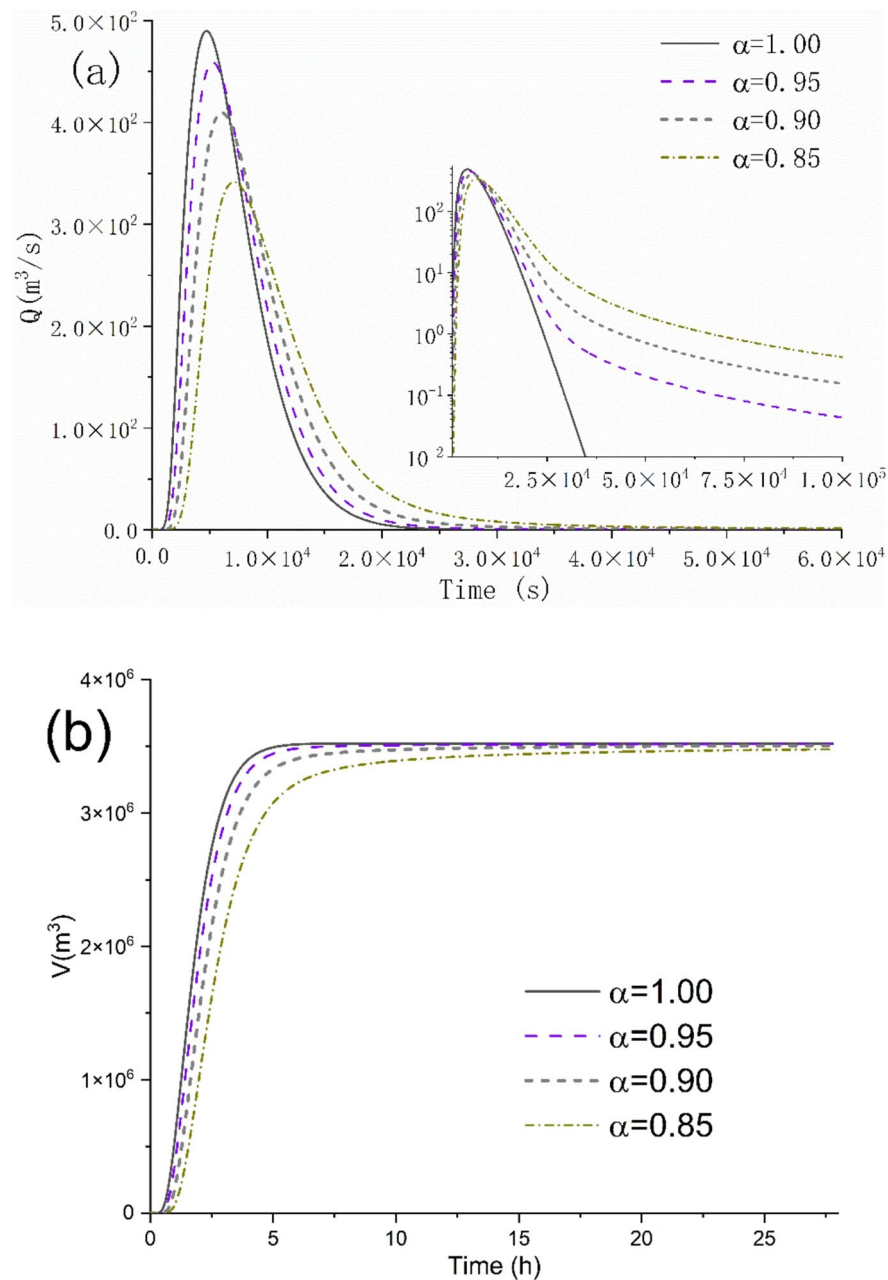 (a)
Q(m³/s)
5.0×10²
4.0×10²
3.0×10²
2.0×10²
1.0×10²
0.0
α=1.00
α=0.95
α=0.90
α=0.85
10²
10¹
10⁰
10⁻¹
10⁻²
2.5×10⁴ 5.0×10⁴ 7.5×10⁴ 1.0×10⁵
0.0 1.0×10⁴ 2.0×10⁴ 3.0×10⁴ 4.0×10⁴ 5.0×10⁴ 6.0×10⁴
Time (s)
(b)
V(m³)
4×10⁶
3×10⁶
2×10⁶
1×10⁶
0
α=1.00
α=0.95
α=0.90
α=0.85
0 5 10 15 20 25
Time (h)